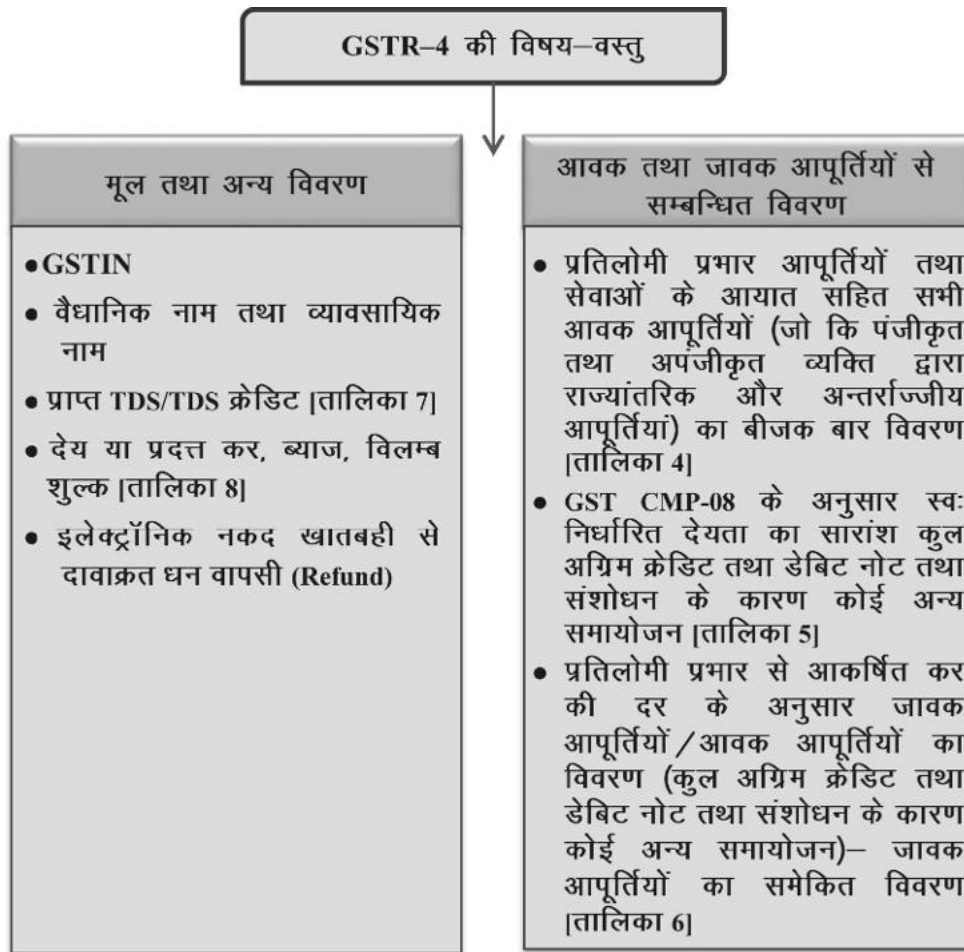 GSTR–4 की विषय–वस्तु
मूल तथा अन्य विवरण
• GSTIN
• वैधानिक नाम तथा व्यावसायिक
नाम
• प्राप्त TDS/TDS क्रेडिट [तालिका 7]
• देय या प्रदत्त कर, ब्याज, विलम्ब
शुल्क [तालिका 8]
• इलेक्ट्रॉनिक नकद खातबही से
दावाक्रत धन वापसी (Refund)
आवक तथा जावक आपूर्तियों से
सम्बन्धित विवरण
• प्रतिलोमी प्रभार आपूर्तियों तथा
सेवाओं के आयात सहित सभी
आवक आपूर्तियों (जो कि पंजीकृत
तथा अपंजीकृत व्यक्ति द्वारा
राज्यांतरिक और अन्तर्राज्जीय
आपूर्तियां) का बीजक बार विवरण
[तालिका 4]
• GST CMP-08 के अनुसार स्वः
निर्धारित देयता का सारांश कुल
अग्रिम क्रेडिट तथा डेबिट नोट तथा
संशोधन के कारण कोई अन्य
समायोजन [तालिका 5]
• प्रतिलोमी प्रभार से आकर्षित कर
की दर के अनुसार जावक
आपूर्तियों/आवक आपूर्तियों का
विवरण (कुल अग्रिम क्रेडिट तथा
डेबिट नोट तथा संशोधन के कारण
कोई अन्य समायोजन)– जावक
आपूर्तियों का समेकित विवरण
[तालिका 6]